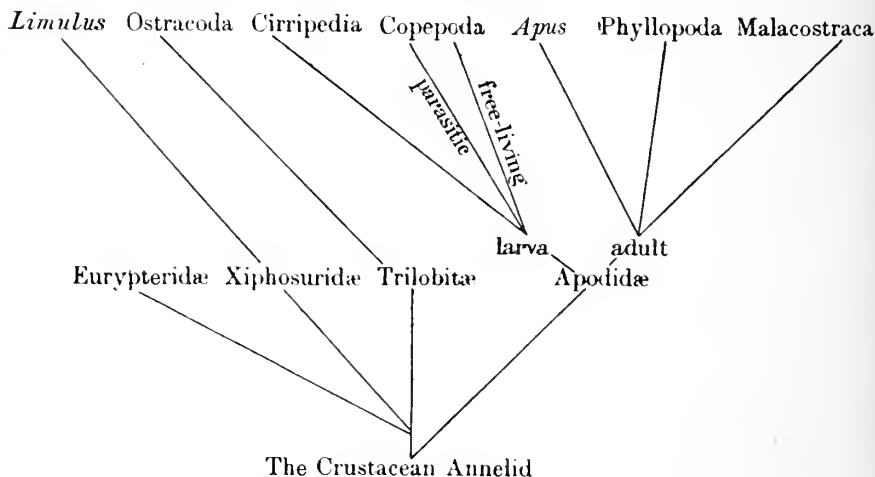 Limulus Ostracoda Cirripedia Copepoda Apus Phyllopoda Malacostraca
parasitic
free-living
larva adult
Eurypteridæ Xiphosuridæ Trilobitæ Apodidæ
The Crustacean Annelid